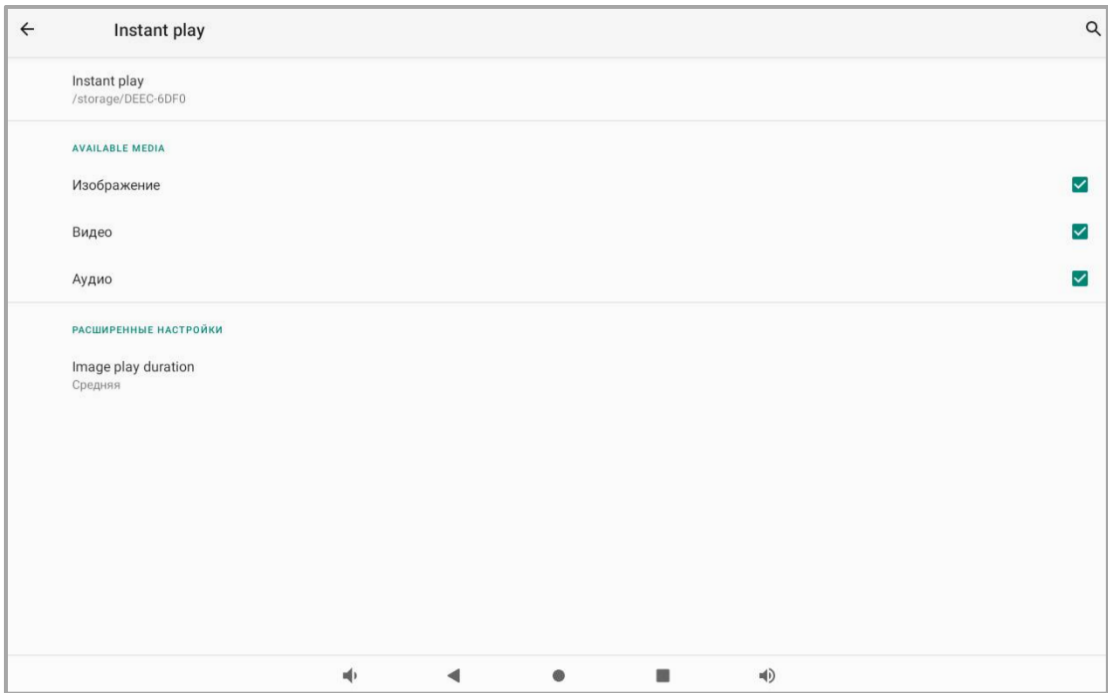 Instant play
Instant play
/storage/DEEC-6DF0
AVAILABLE MEDIA
Изображение
Видео
Аудио
РАСШИРЕННЫЕ НАСТРОЙКИ
Image play duration
Средняя